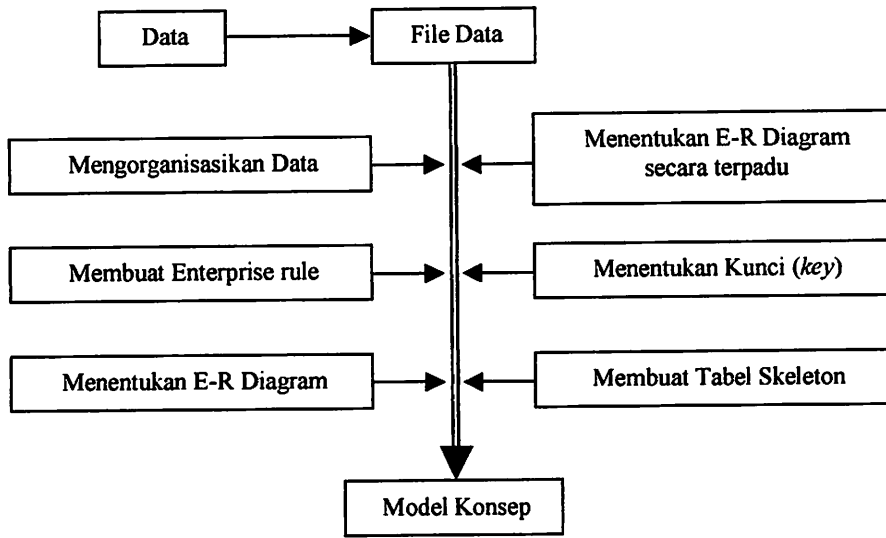 Data
File Data
Mengorganisasikan Data
Menentukan E-R Diagram
secara terpadu
Membuat Enterprise rule
Menentukan Kunci (key)
Menentukan E-R Diagram
Membuat Tabel Skeleton
Model Konsep